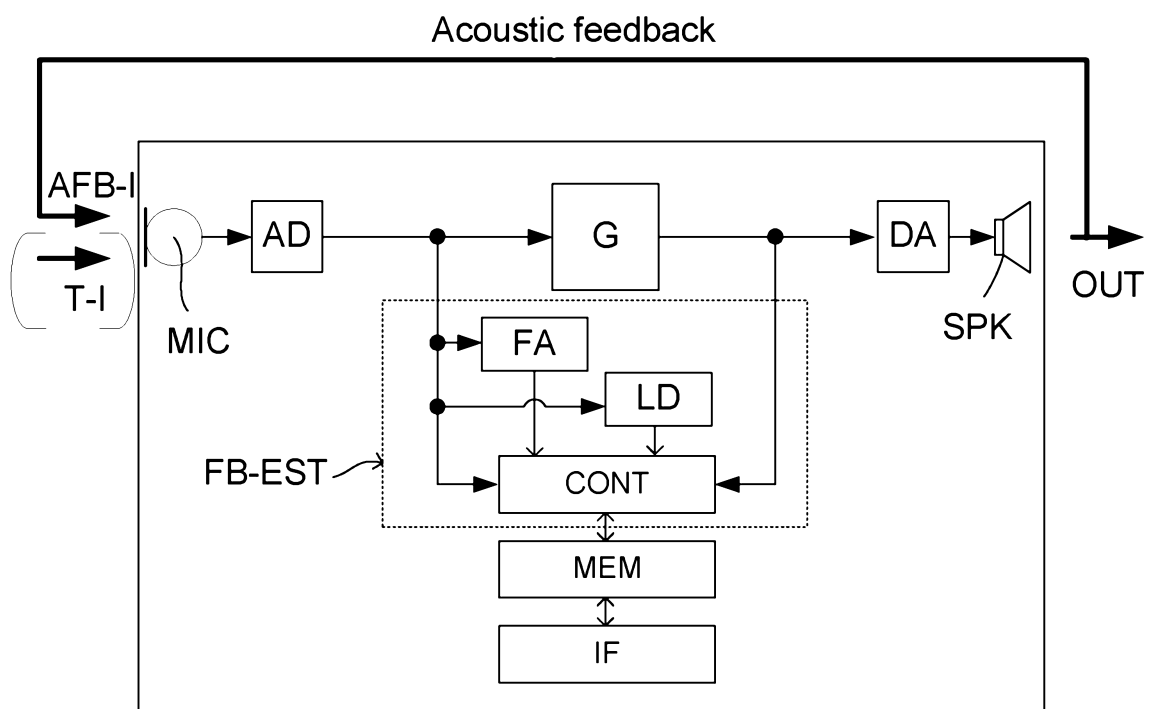 Acoustic feedback
AFB-I
T-I
MIC
AD
G
DA
SPK
OUT
FA
LD
FB-EST
CONT
MEM
IF